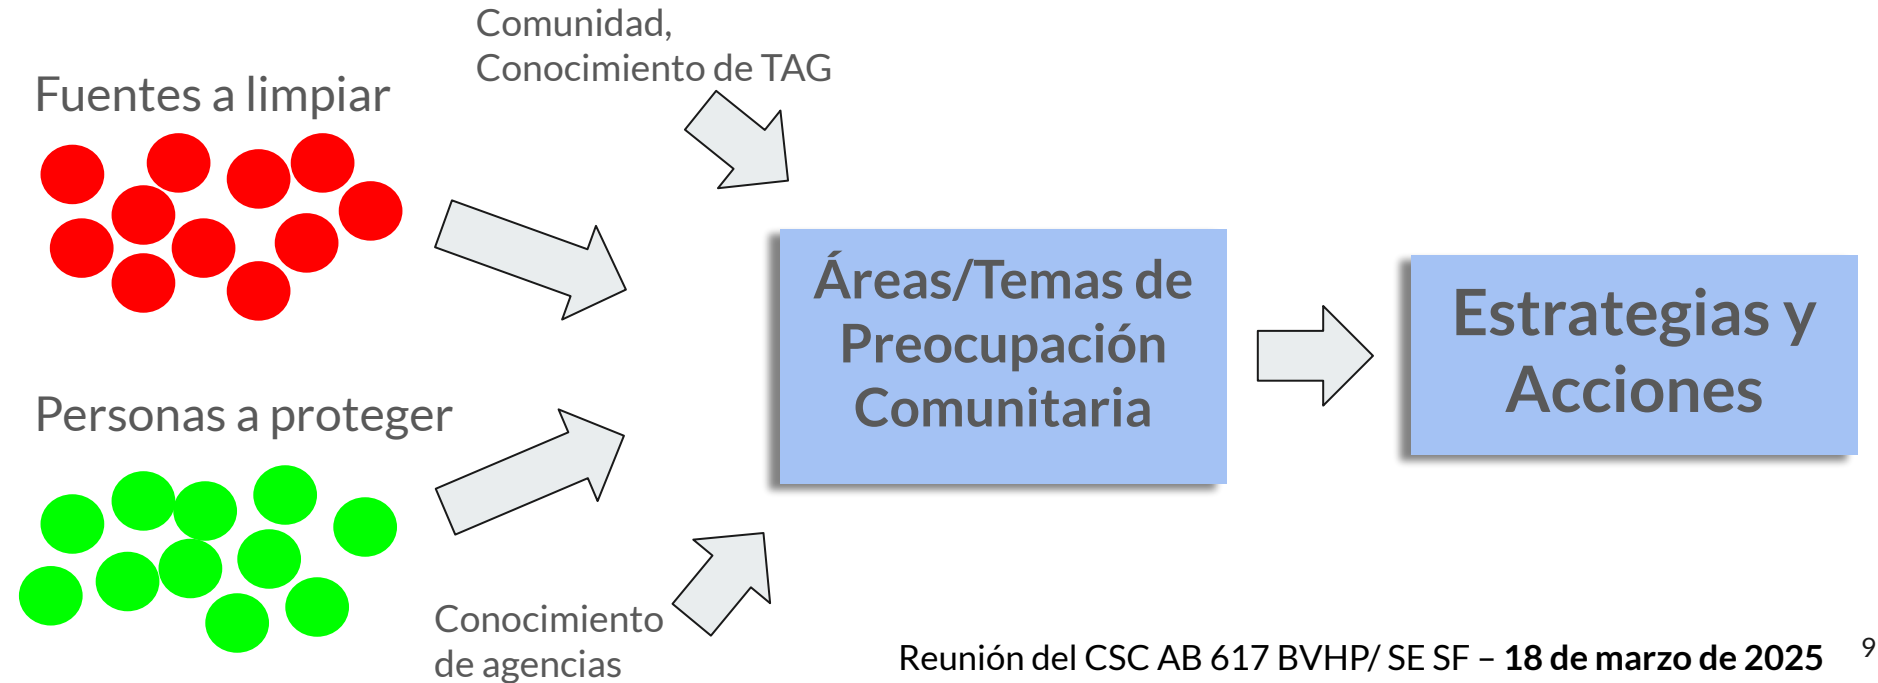 Comunidad,
Conocimiento de TAG
Fuentes a limpiar
Áreas/Temas de
Preocupación
Comunitaria
Estrategias y
Acciones
Personas a proteger
Conocimiento
de agencias
Reunión del CSC AB 617 BVHP/ SE SF – 18 de marzo de 2025
9